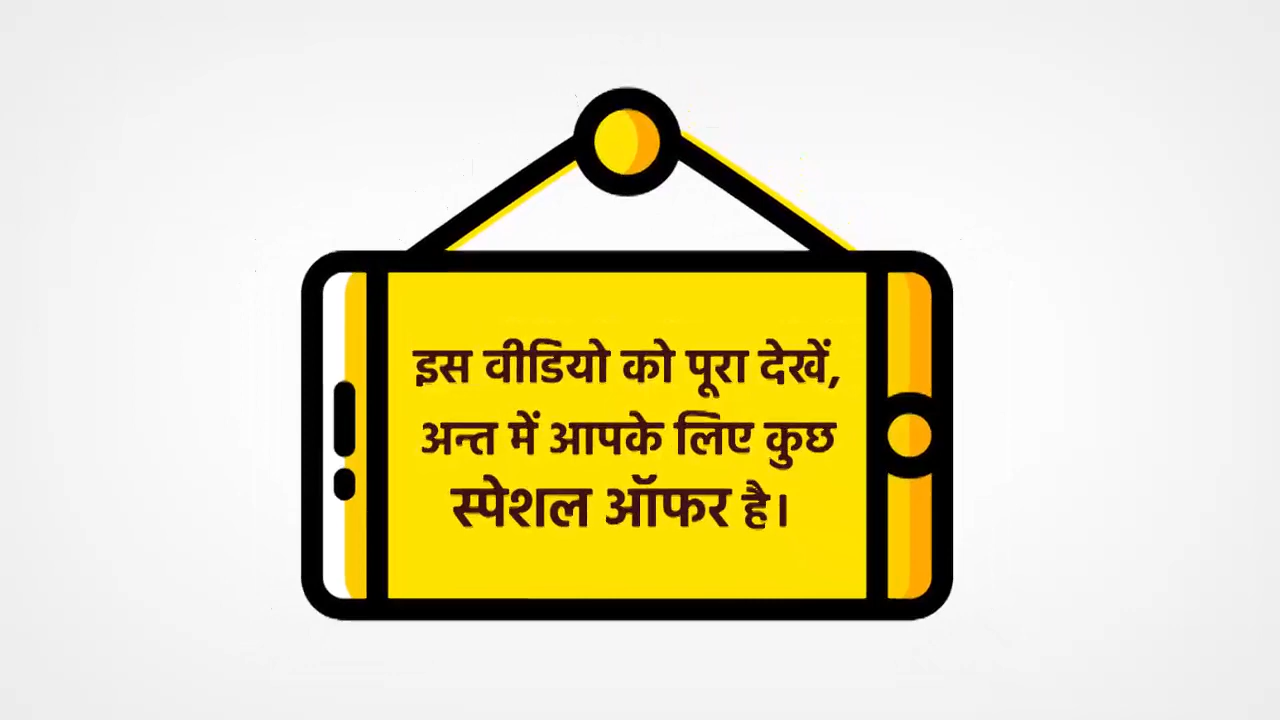 इस वीडियो को पूरा देखें,
अन्त में आपके लिए कुछ
स्पेशल ऑफर है।